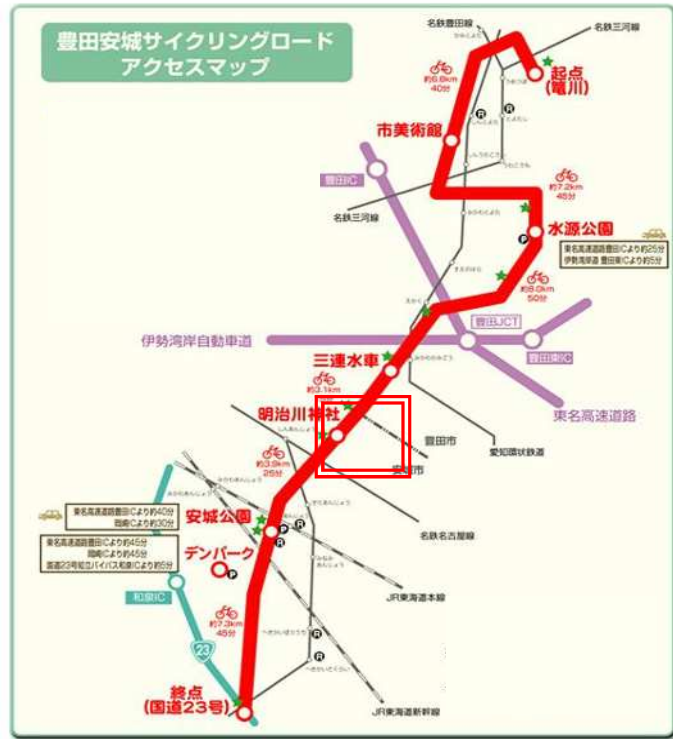 豊田安城サイクリングロード
アクセスマップ
名鉄豊田線
名鉄三河線
起点
(篭川)
約6.8km
40分
市美術館
豊田IC
名鉄三河線
約7.2km
45分
水源公園
P
東名高速道路豊田ICより約25分
伊勢湾岸道 豊田東ICより約5分
約8.0km
50分
豊田JCT
豊田東IC
伊勢湾岸自動車道
東名高速道路
三連水車
約3.1km
明治川神社
豊田市
安城市
愛知環状鉄道
約3.9km
25分
名鉄名古屋線
東名高速道路豊田ICより約40分
岡崎ICより約30分
安城公園
P
R
東名高速道路豊田ICより約45分
岡崎ICより約45分
国道23号知立バイパス和泉ICより約5分
デンパーク
P
和泉IC
JR東海道本線
約7.3km
45分
23
R
終点
(国道23号)
JR東海道新幹線